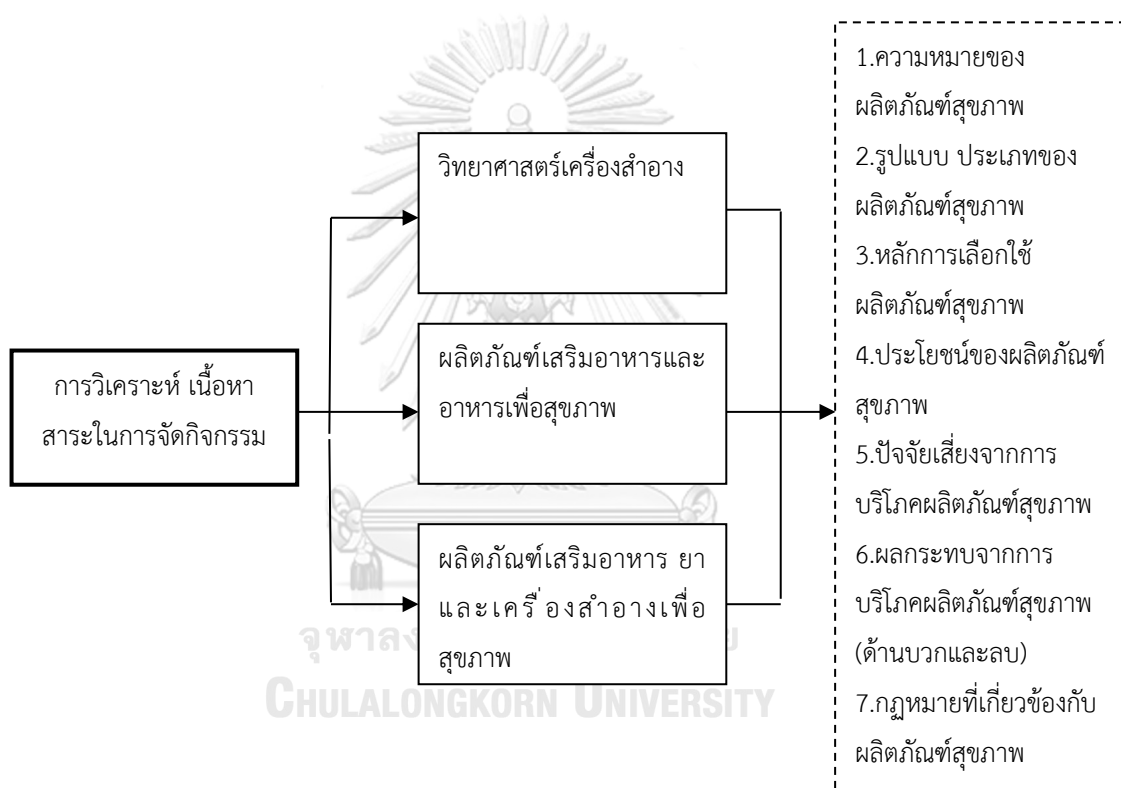 การวิเคราะห์ เนื้อหา
สาระในการจัดกิจกรรม
วิทยาศาสตร์เครื่องสำอาง
ผลิตภัณฑ์เสริมอาหารและ
อาหารเพื่อสุขภาพ
ผลิตภัณฑ์เสริมอาหาร ยา
และเครื่องสำอางเพื่อ
สุขภาพ
1.ความหมายของ
ผลิตภัณฑ์สุขภาพ
2.รูปแบบ ประเภทของ
ผลิตภัณฑ์สุขภาพ
3.หลักการเลือกใช้
ผลิตภัณฑ์สุขภาพ
4.ประโยชน์ของผลิตภัณฑ์
สุขภาพ
5.ปัจจัยเสี่ยงจากการ
บริโภคผลิตภัณฑ์สุขภาพ
6.ผลกระทบจากการ
บริโภคผลิตภัณฑ์สุขภาพ
(ด้านบวกและลบ)
7.กฎหมายที่เกี่ยวข้องกับ
ผลิตภัณฑ์สุขภาพ
CHULALONGKORN UNIVERSITY